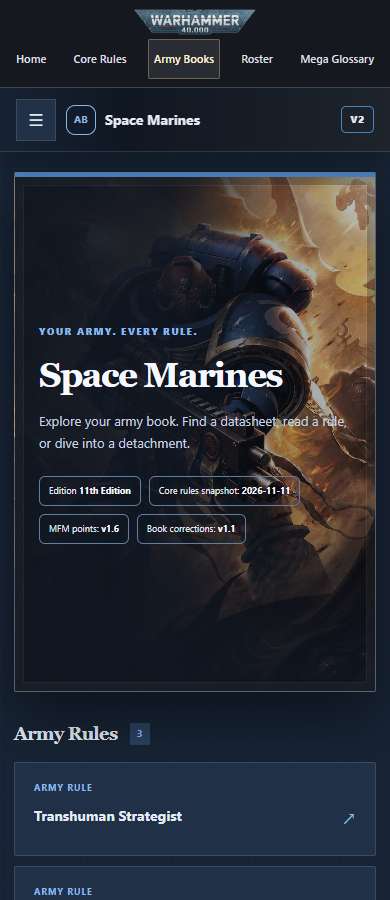 WARHAMMER
40,000
Home Core Rules Army Books Roster Mega Glossary
☰ AB Space Marines V2
YOUR ARMY. EVERY RULE.
Space Marines
Explore your army book. Find a datasheet, read a rule,
or dive into a detachment.
Edition 11th Edition Core rules snapshot: 2026-11-11
MFM points: v1.6 Book corrections: v1.1
Army Rules 3
ARMY RULE
Transhuman Strategist ↗
ARMY RULE